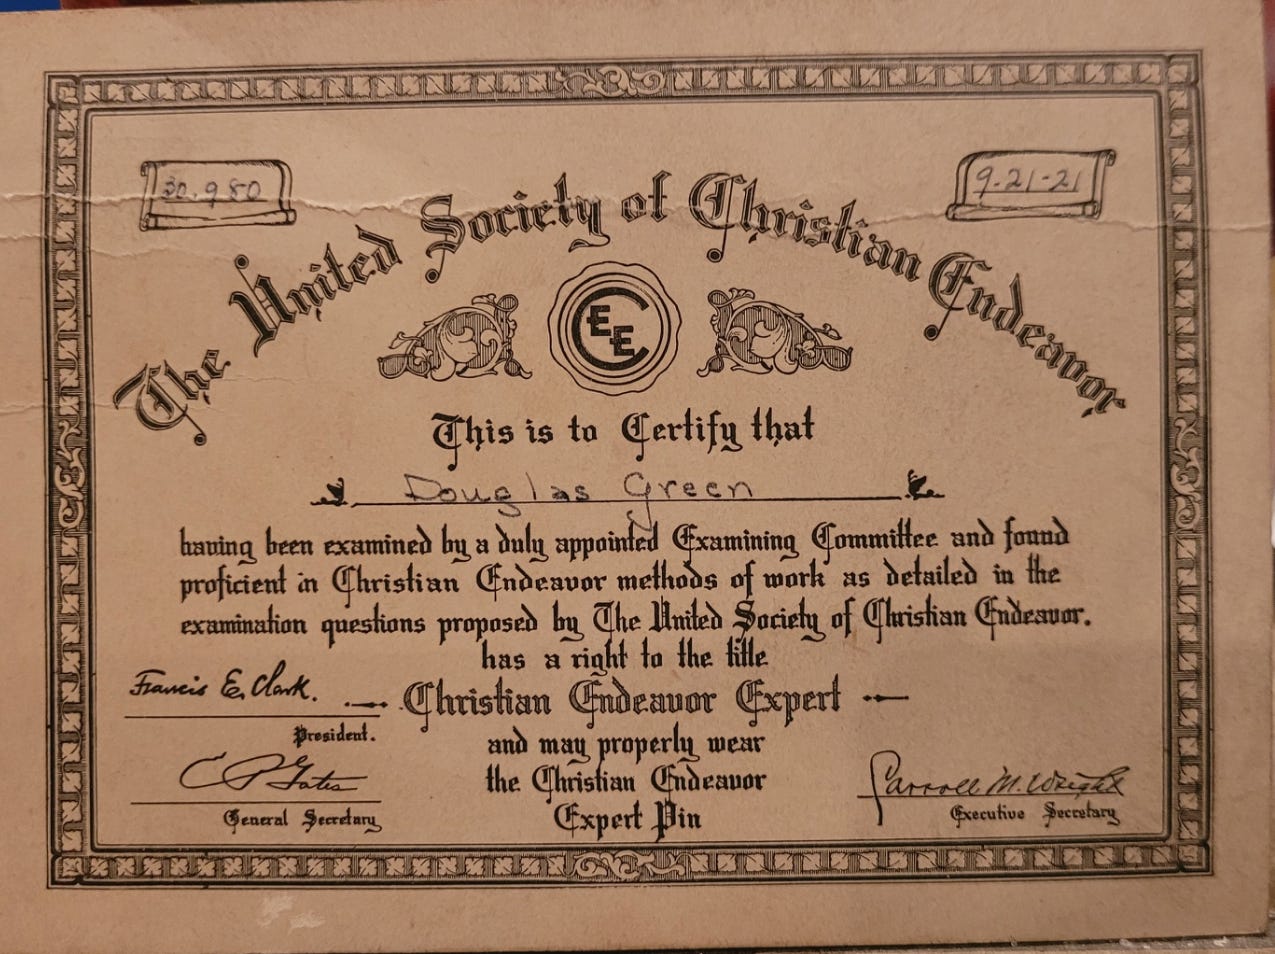 30.980
9-21-21
The United Society of Christian Endeavor
CEE
This is to Certify that
Douglas Green
having been examined by a duly appointed Examining Committee and found
proficient in Christian Endeavor methods of work as detailed in the
examination questions proposed by The United Society of Christian Endeavor.
has a right to the title
Christian Endeavor Expert
and may properly wear
the Christian Endeavor
Expert Pin
Francis E. Clark.
President.
General Secretary
Carroll M. Wright
Executive Secretary